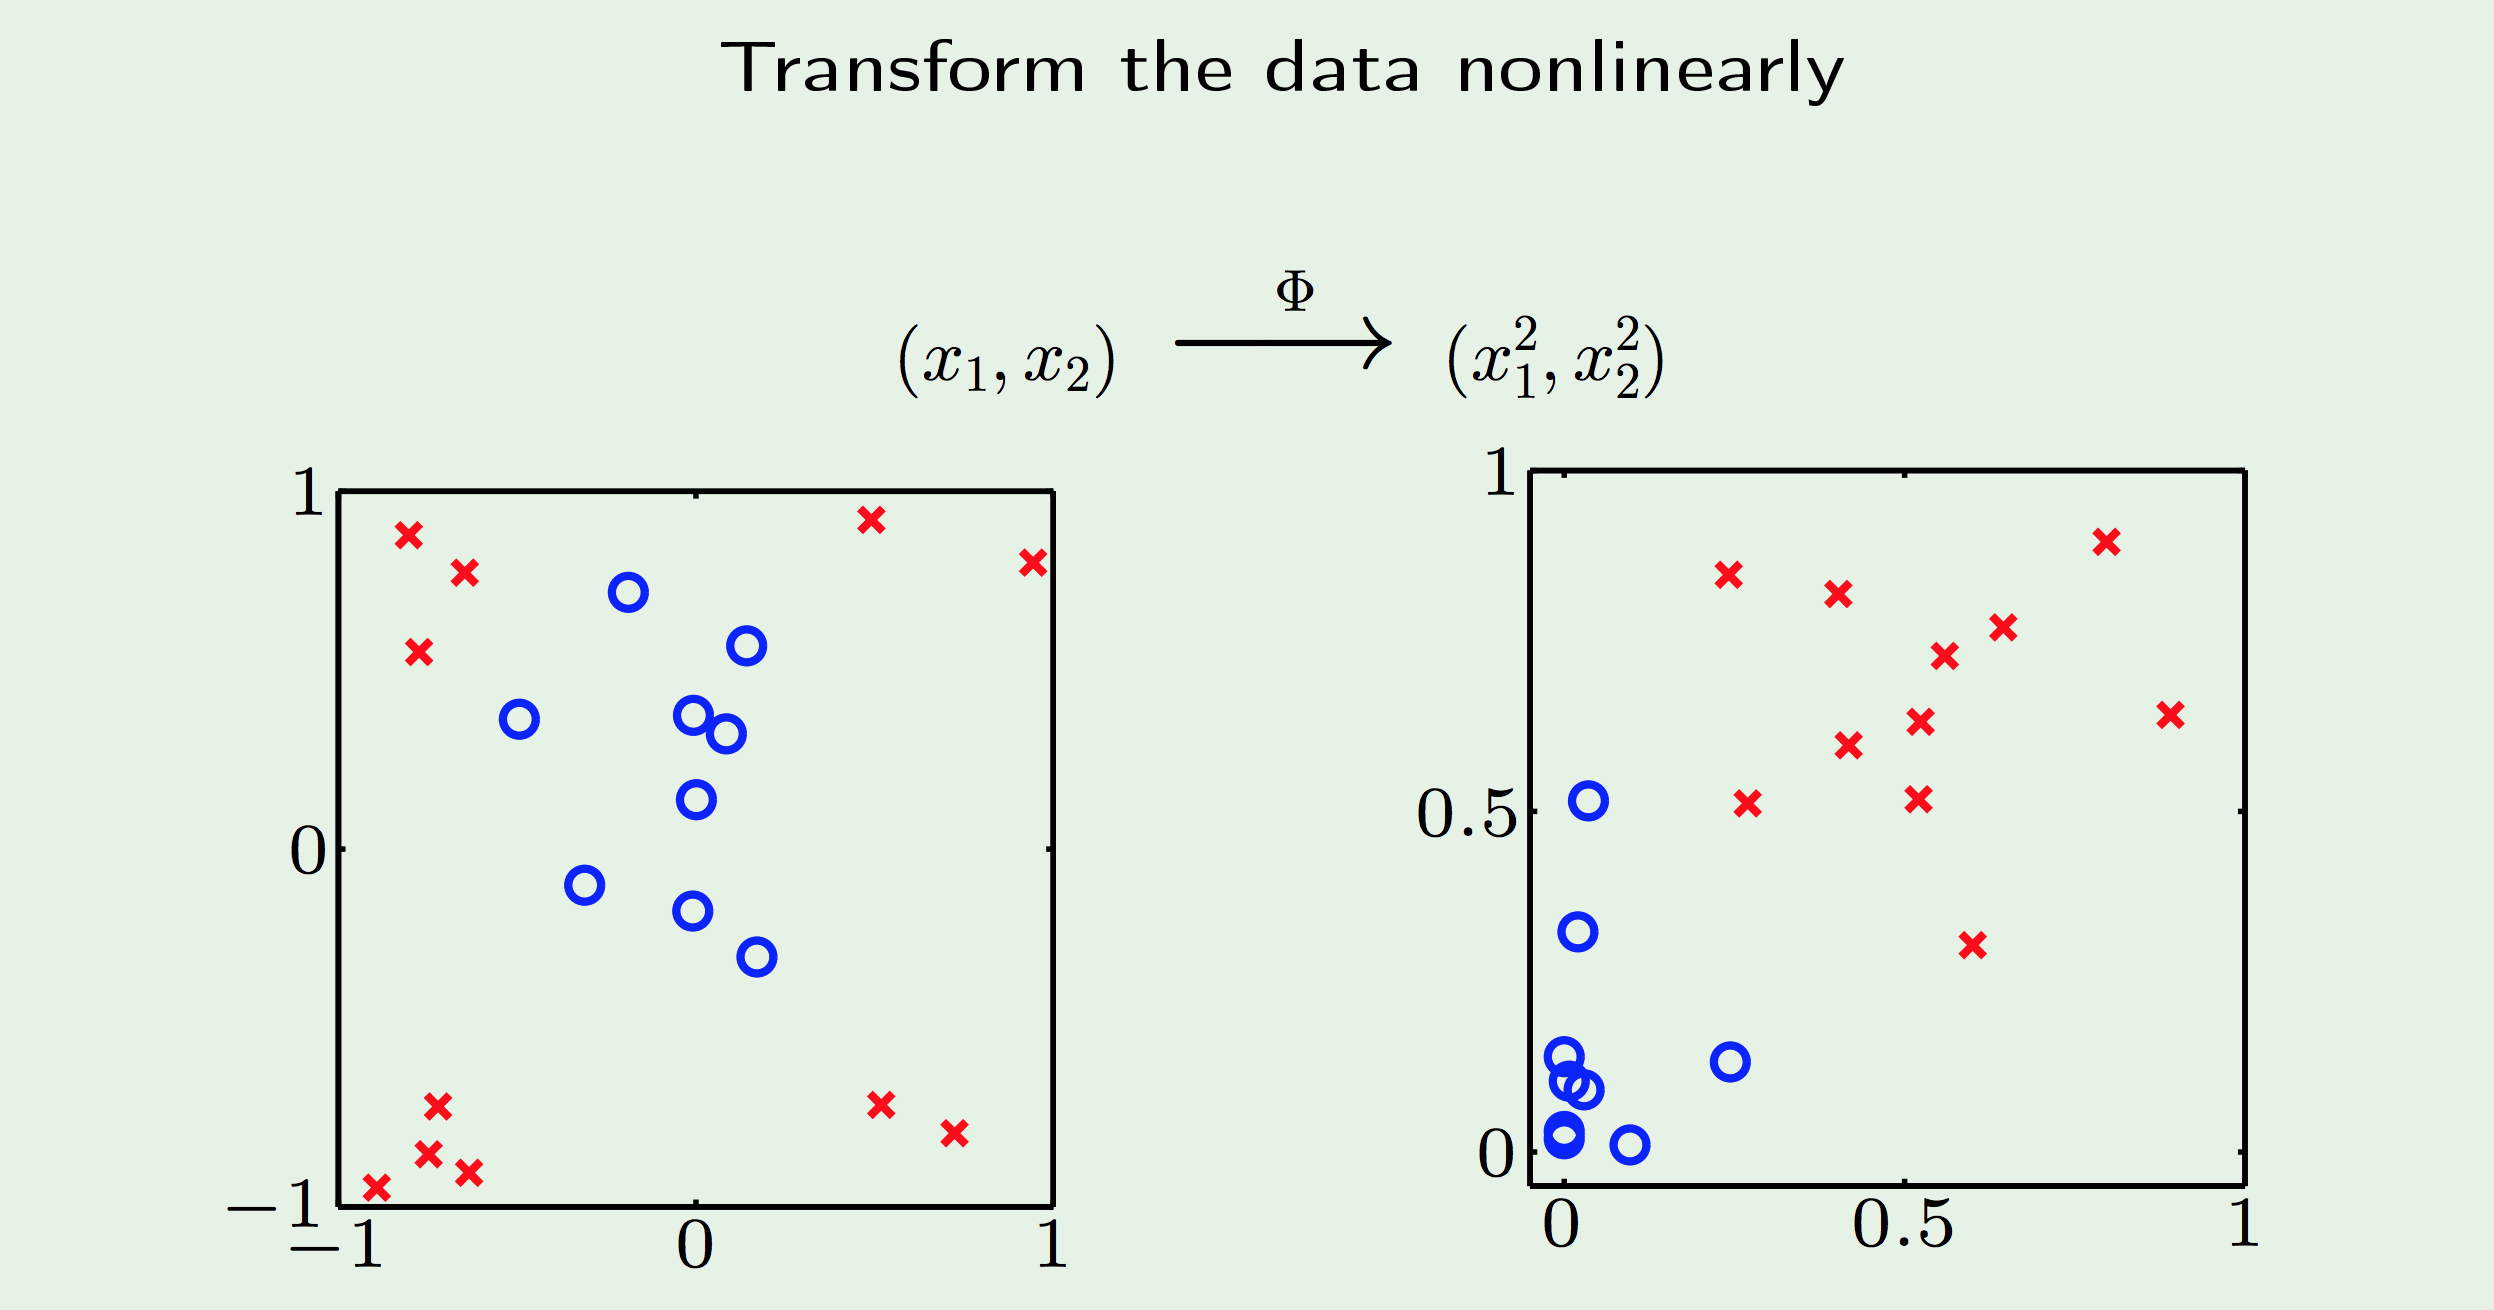 Transform the data nonlinearly
Φ
(x₁, x₂) ⟶ (x₁², x₂²)
1
0
−1
−1 0 1
1
0.5
0
0 0.5 1